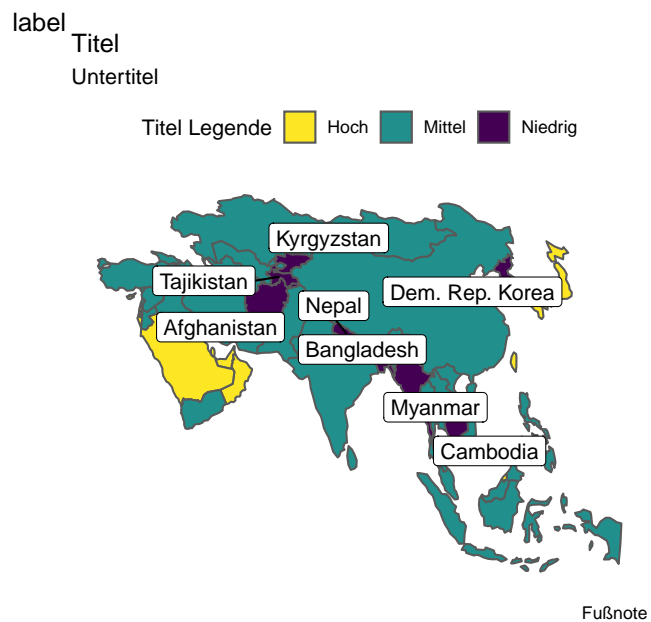 label
Titel
Untertitel
Titel Legende Hoch Mittel Niedrig
Kyrgyzstan
Tajikistan
Dem. Rep. Korea
Nepal
Afghanistan
Bangladesh
Myanmar
Cambodia
Fußnote